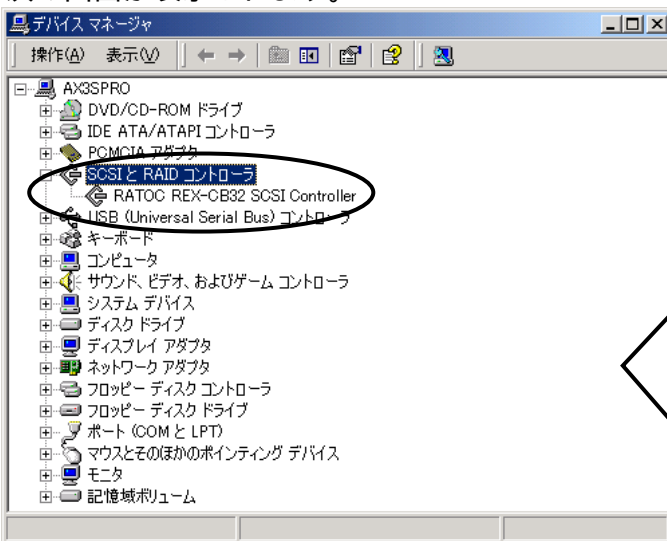 デバイス マネージャ
操作(A) 表示(V)
AX3SPRO
DVD/CD-ROM ドライブ
IDE ATA/ATAPI コントローラ
PCMCIA アダプタ
SCSI と RAID コントローラ
RATOC REX-CB32 SCSI Controller
USB (Universal Serial Bus) コントローラ
キーボード
コンピュータ
サウンド、ビデオ、およびゲーム コントローラ
システム デバイス
ディスク ドライブ
ディスプレイ アダプタ
ネットワーク アダプタ
フロッピー ディスク コントローラ
フロッピー ディスク ドライブ
ポート (COM と LPT)
マウスとそのほかのポインティング デバイス
モニタ
記憶域ボリューム